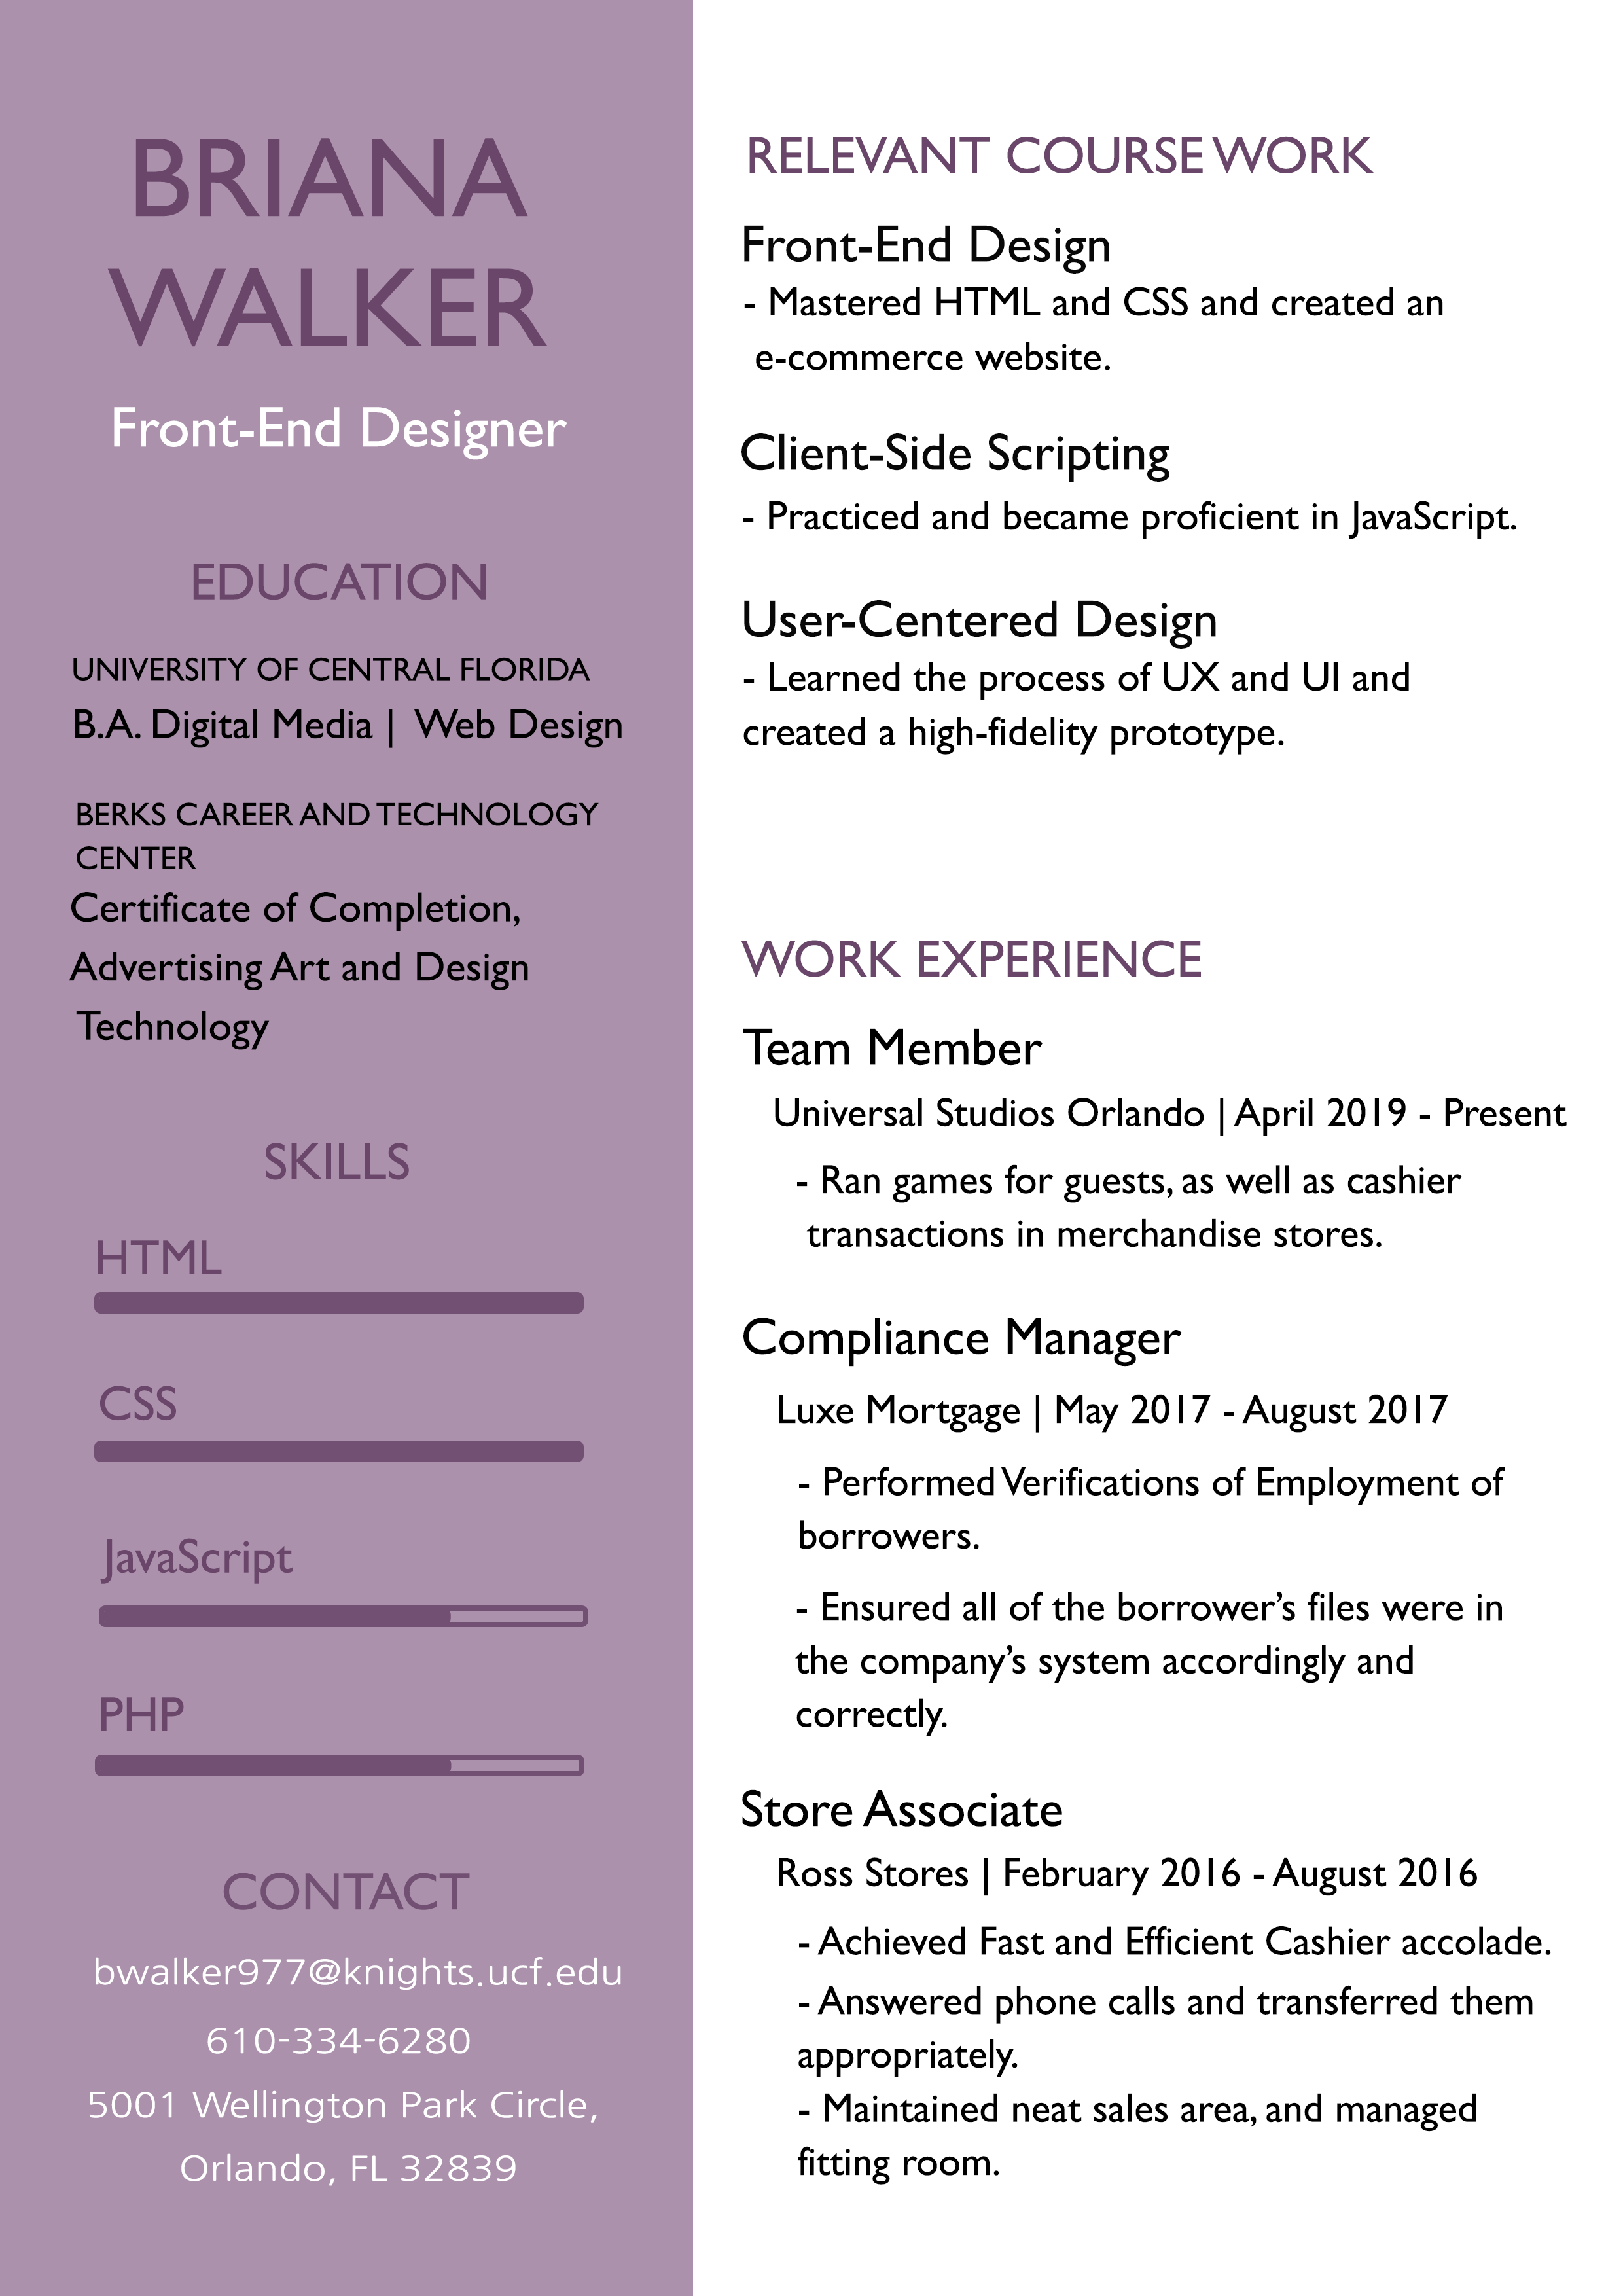 BRIANA
WALKER
Front-End Designer
EDUCATION
UNIVERSITY OF CENTRAL FLORIDA
B.A. Digital Media | Web Design
BERKS CAREER AND TECHNOLOGY
CENTER
Certificate of Completion,
Advertising Art and Design
Technology
SKILLS
HTML
CSS
JavaScript
PHP
CONTACT
bwalker977@knights.ucf.edu
610-334-6280
5001 Wellington Park Circle,
Orlando, FL 32839
RELEVANT COURSE WORK
Front-End Design
- Mastered HTML and CSS and created an
e-commerce website.
Client-Side Scripting
- Practiced and became proficient in JavaScript.
User-Centered Design
- Learned the process of UX and UI and
created a high-fidelity prototype.
WORK EXPERIENCE
Team Member
Universal Studios Orlando | April 2019 - Present
- Ran games for guests, as well as cashier
transactions in merchandise stores.
Compliance Manager
Luxe Mortgage | May 2017 - August 2017
- Performed Verifications of Employment of
borrowers.
- Ensured all of the borrower’s files were in
the company’s system accordingly and
correctly.
Store Associate
Ross Stores | February 2016 - August 2016
- Achieved Fast and Efficient Cashier accolade.
- Answered phone calls and transferred them
appropriately.
- Maintained neat sales area, and managed
fitting room.